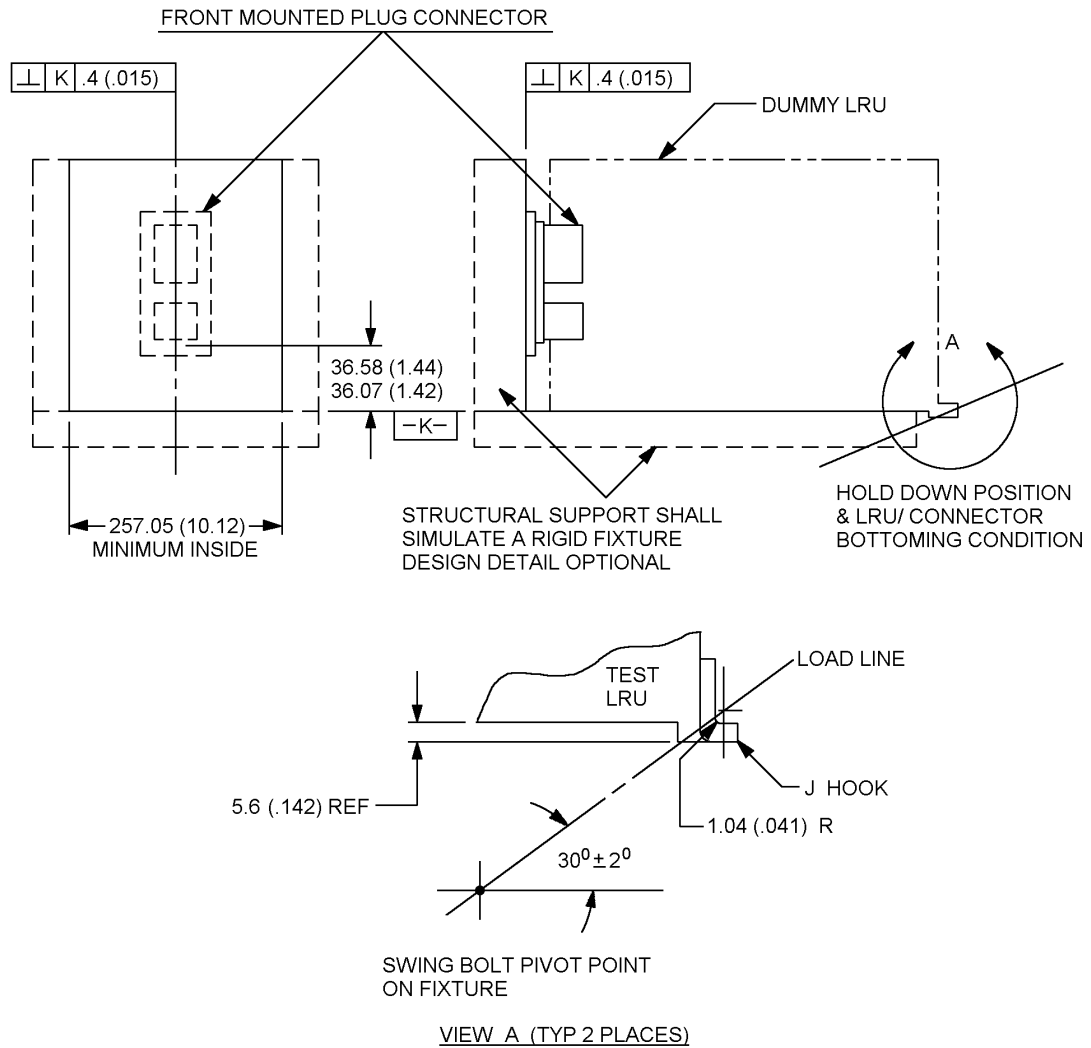 FRONT MOUNTED PLUG CONNECTOR
⊥ K .4 (.015)
⊥ K .4 (.015)
DUMMY LRU
A
36.58 (1.44)
36.07 (1.42)
-K-
257.05 (10.12)
MINIMUM INSIDE
STRUCTURAL SUPPORT SHALL
SIMULATE A RIGID FIXTURE
DESIGN DETAIL OPTIONAL
HOLD DOWN POSITION
& LRU/ CONNECTOR
BOTTOMING CONDITION
TEST
LRU
LOAD LINE
5.6 (.142) REF
J HOOK
1.04 (.041) R
30⁰ ± 2⁰
SWING BOLT PIVOT POINT
ON FIXTURE
VIEW A (TYP 2 PLACES)